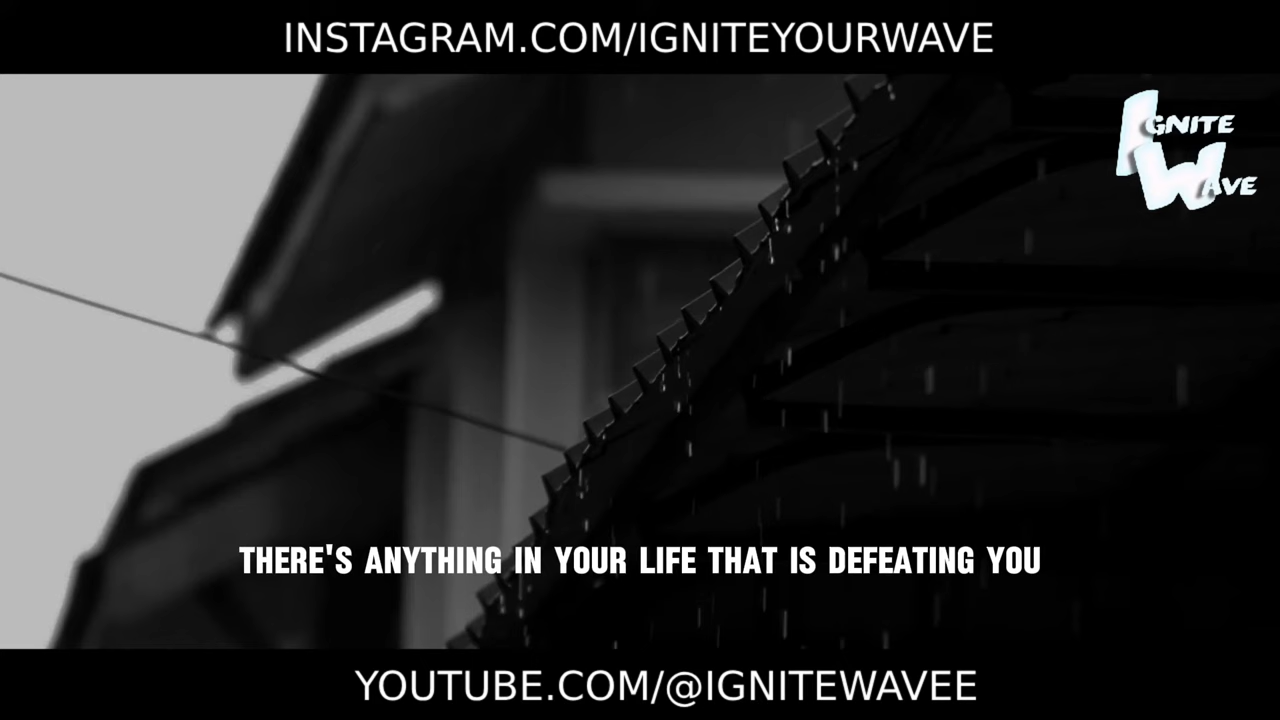 INSTAGRAM.COM/IGNITEYOURWAVE
IGNITE
WAVE
THERE'S ANYTHING IN YOUR LIFE THAT IS DEFEATING YOU
YOUTUBE.COM/@IGNITEWAVEE